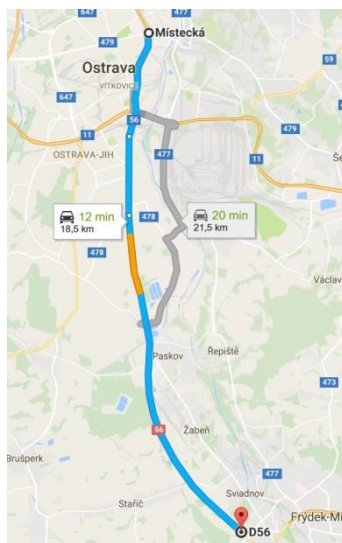 647
477
Místecká
479
Ostrava
59
VÍTKOVICE
647
56
479
11
OSTRAVA-JIH
477
11
12 min
18,5 km
478
20 min
21,5 km
478
Václav
Paskov
Řepiště
473
56
Žabeň
Brušperk
477
Sviadnov
Staříč
Frýdek-Mí
D56